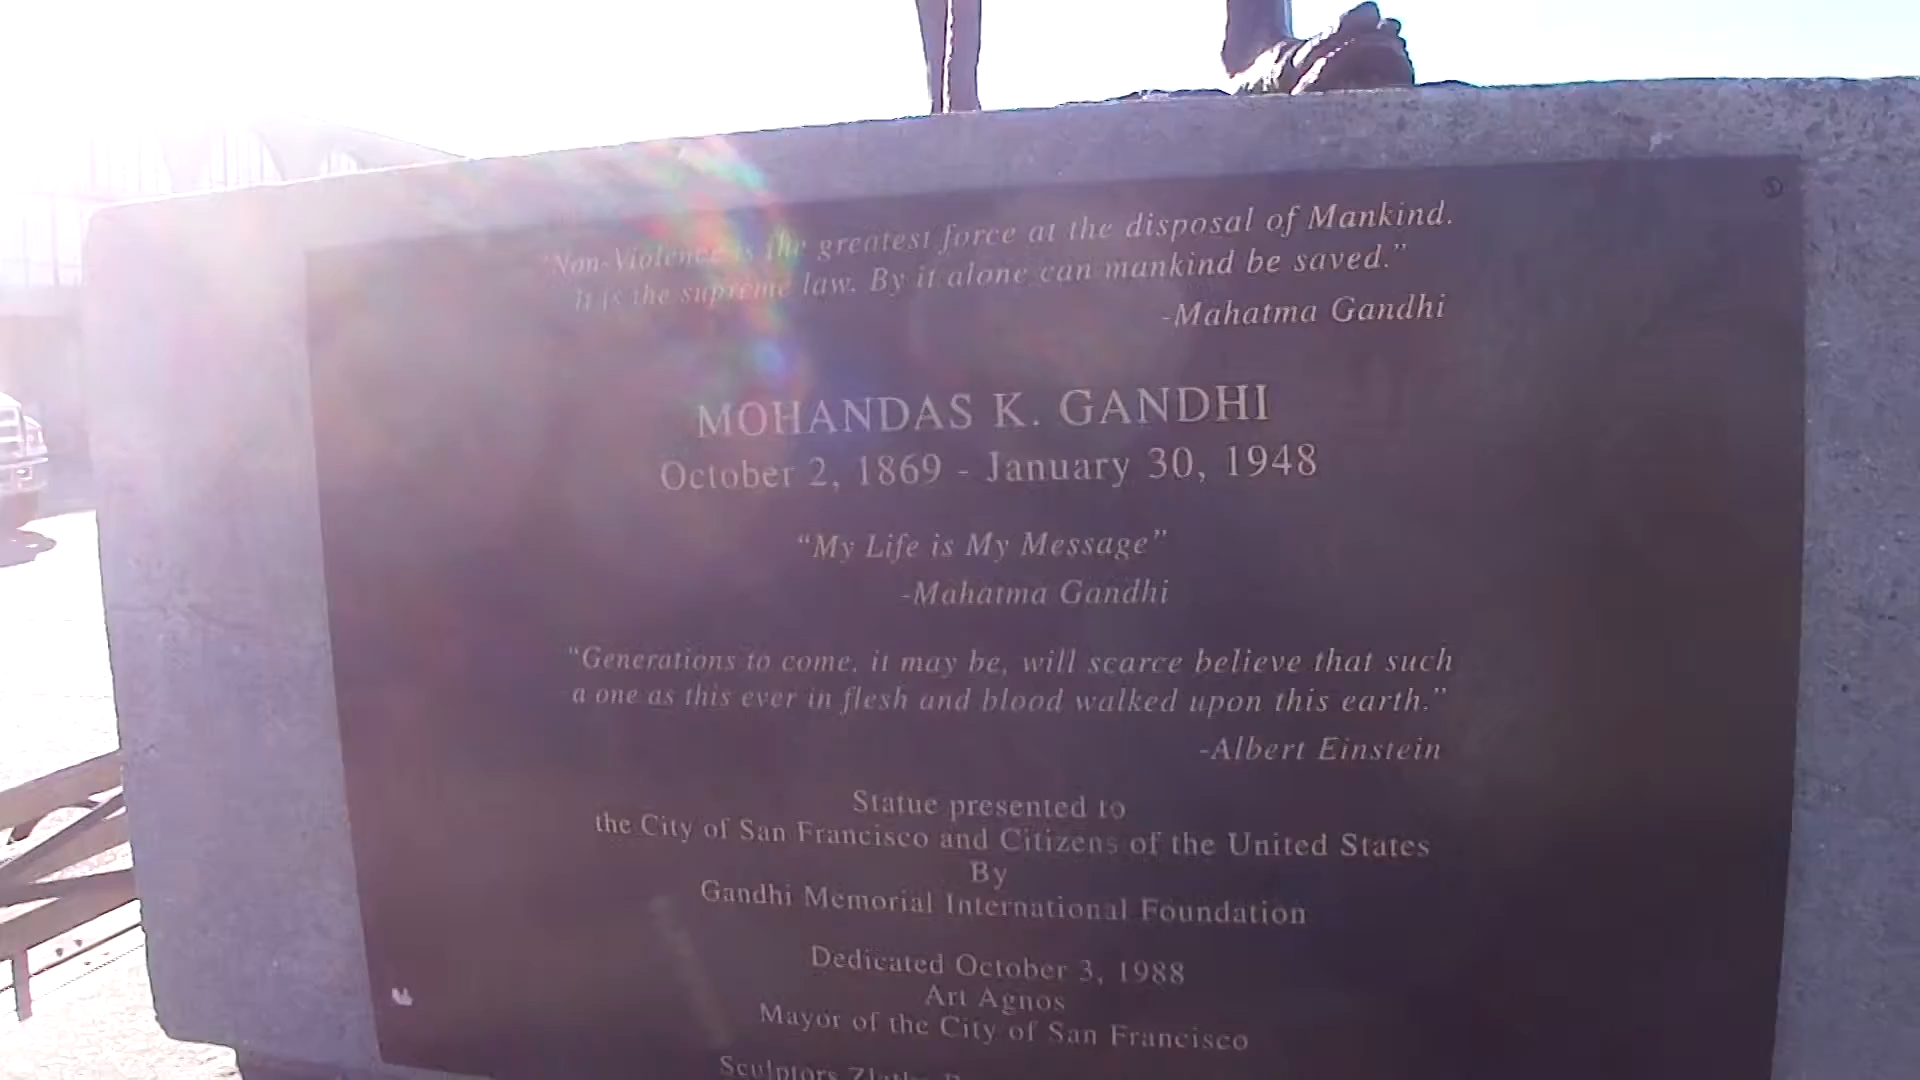 "Non-Violence is the greatest force at the disposal of Mankind.
It is the supreme law. By it alone can mankind be saved."
-Mahatma Gandhi
MOHANDAS K. GANDHI
October 2, 1869 - January 30, 1948
"My Life is My Message"
-Mahatma Gandhi
"Generations to come, it may be, will scarce believe that such
a one as this ever in flesh and blood walked upon this earth."
-Albert Einstein
Statue presented to
the City of San Francisco and Citizens of the United States
By
Gandhi Memorial International Foundation
Dedicated October 3, 1988
Art Agnos
Mayor of the City of San Francisco
Sculptors